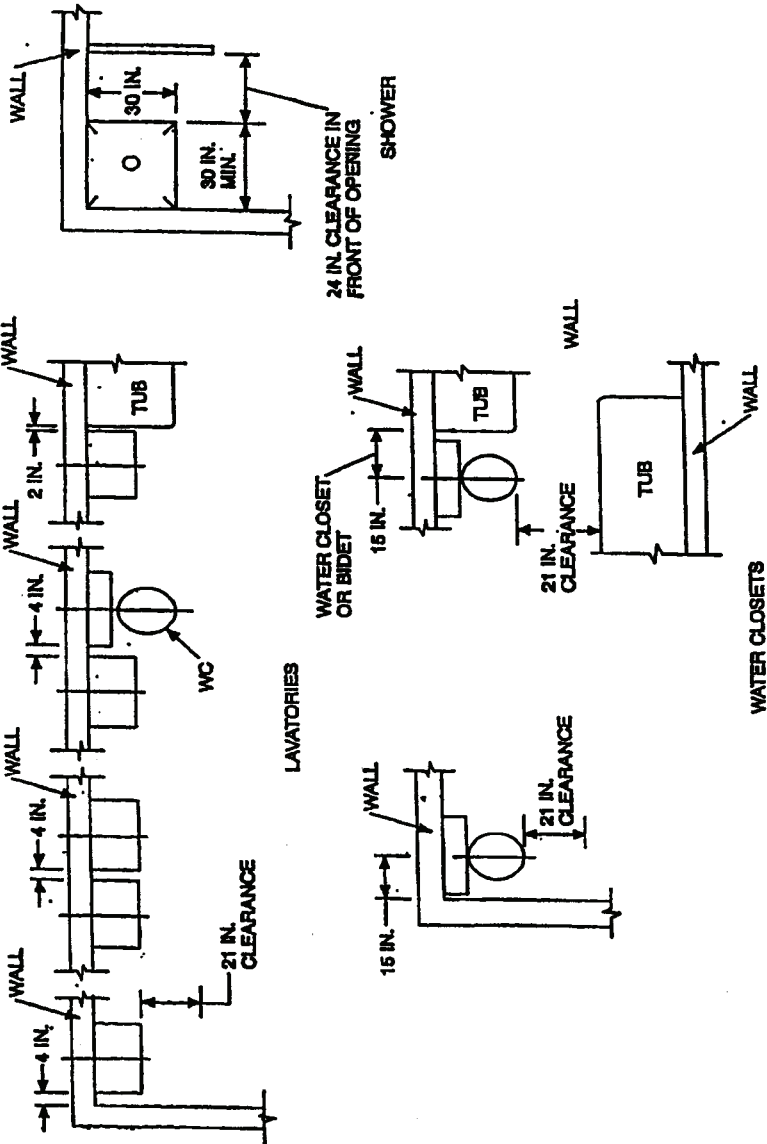 WALL
WALL
WALL
WALL
WALL
4 IN.
4 IN.
4 IN.
2 IN.
30 IN.
TUB
30 IN.
MIN.
WC
21 IN.
CLEARANCE
24 IN. CLEARANCE IN
FRONT OF OPENING
LAVATORIES
SHOWER
WALL
WATER CLOSET
OR BIDET
WALL
15 IN.
15 IN.
TUB
WALL
21 IN.
CLEARANCE
21 IN.
CLEARANCE
TUB
WALL
WATER CLOSETS